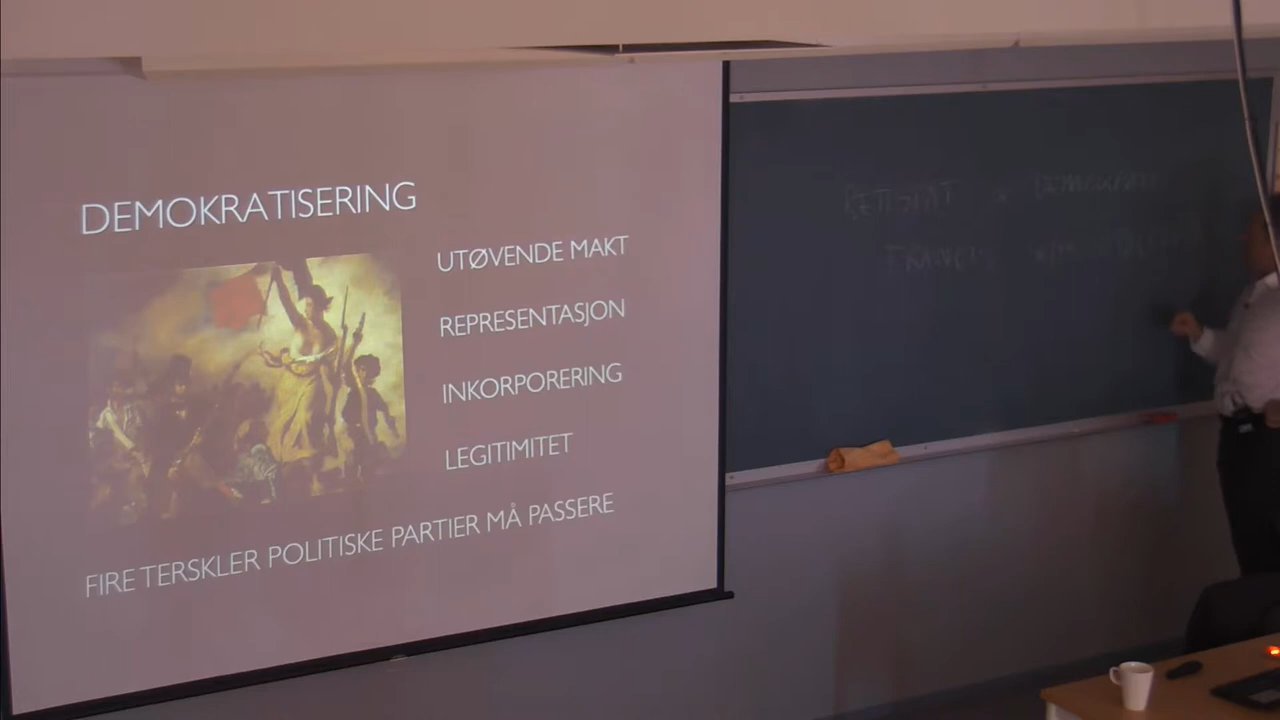 DEMOKRATISERING
UTØVENDE MAKT
REPRESENTASJON
INKORPORERING
LEGITIMITET
FIRE TERSKLER POLITISKE PARTIER MÅ PASSERE